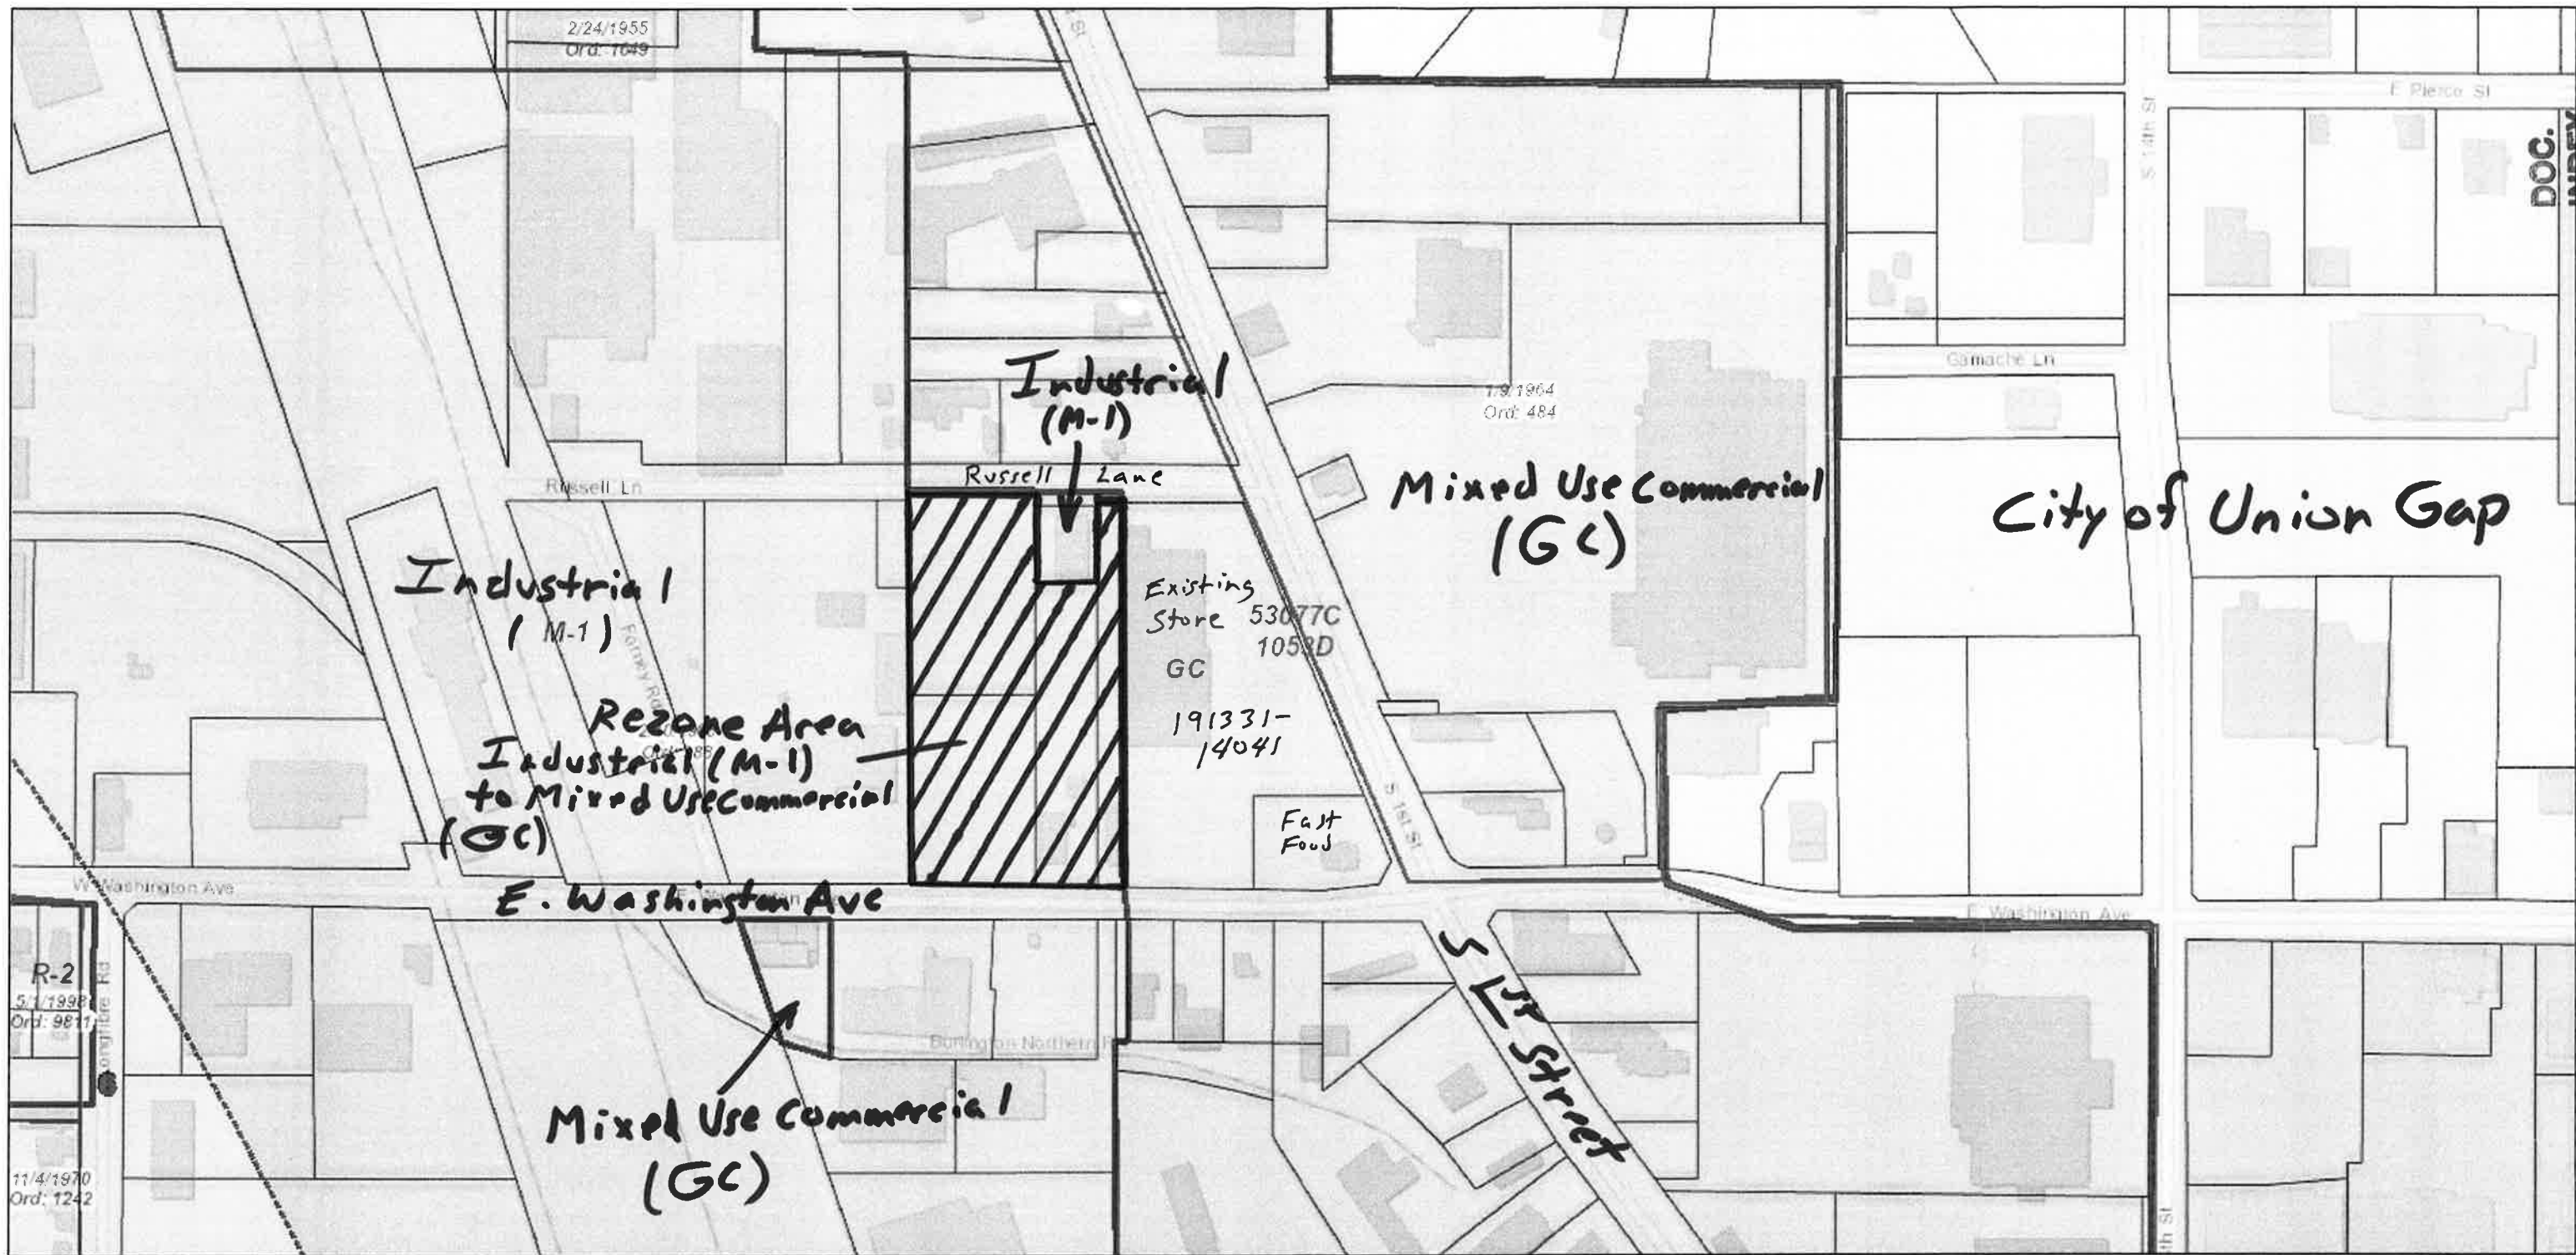 2/24/1955
Ord: 1649
E Pierce St
S 14th St
DOC.
INDEX
Gamache Ln
Industrial
(M-1)
1/9/1964
Ord: 484
Russell Lane
Russell Ln
Mixed Use Commercial
(GC)
City of Union Gap
Industrial
(M-1)
Forney Rd
Existing
Store
53077C
1053D
GC
191331-
14041
Rezone Area
Industrial (M-1)
to Mixed Use Commercial
(GC)
Fast
Food
S 1st St
W Washington Ave
E. Washington Ave
E Washington Ave
R-2
5/1/1998
Ord: 9811
Longfibre Rd
S 1st Street
Burlington Northern
Mixed Use Commercial
(GC)
11/4/1970
Ord: 1242